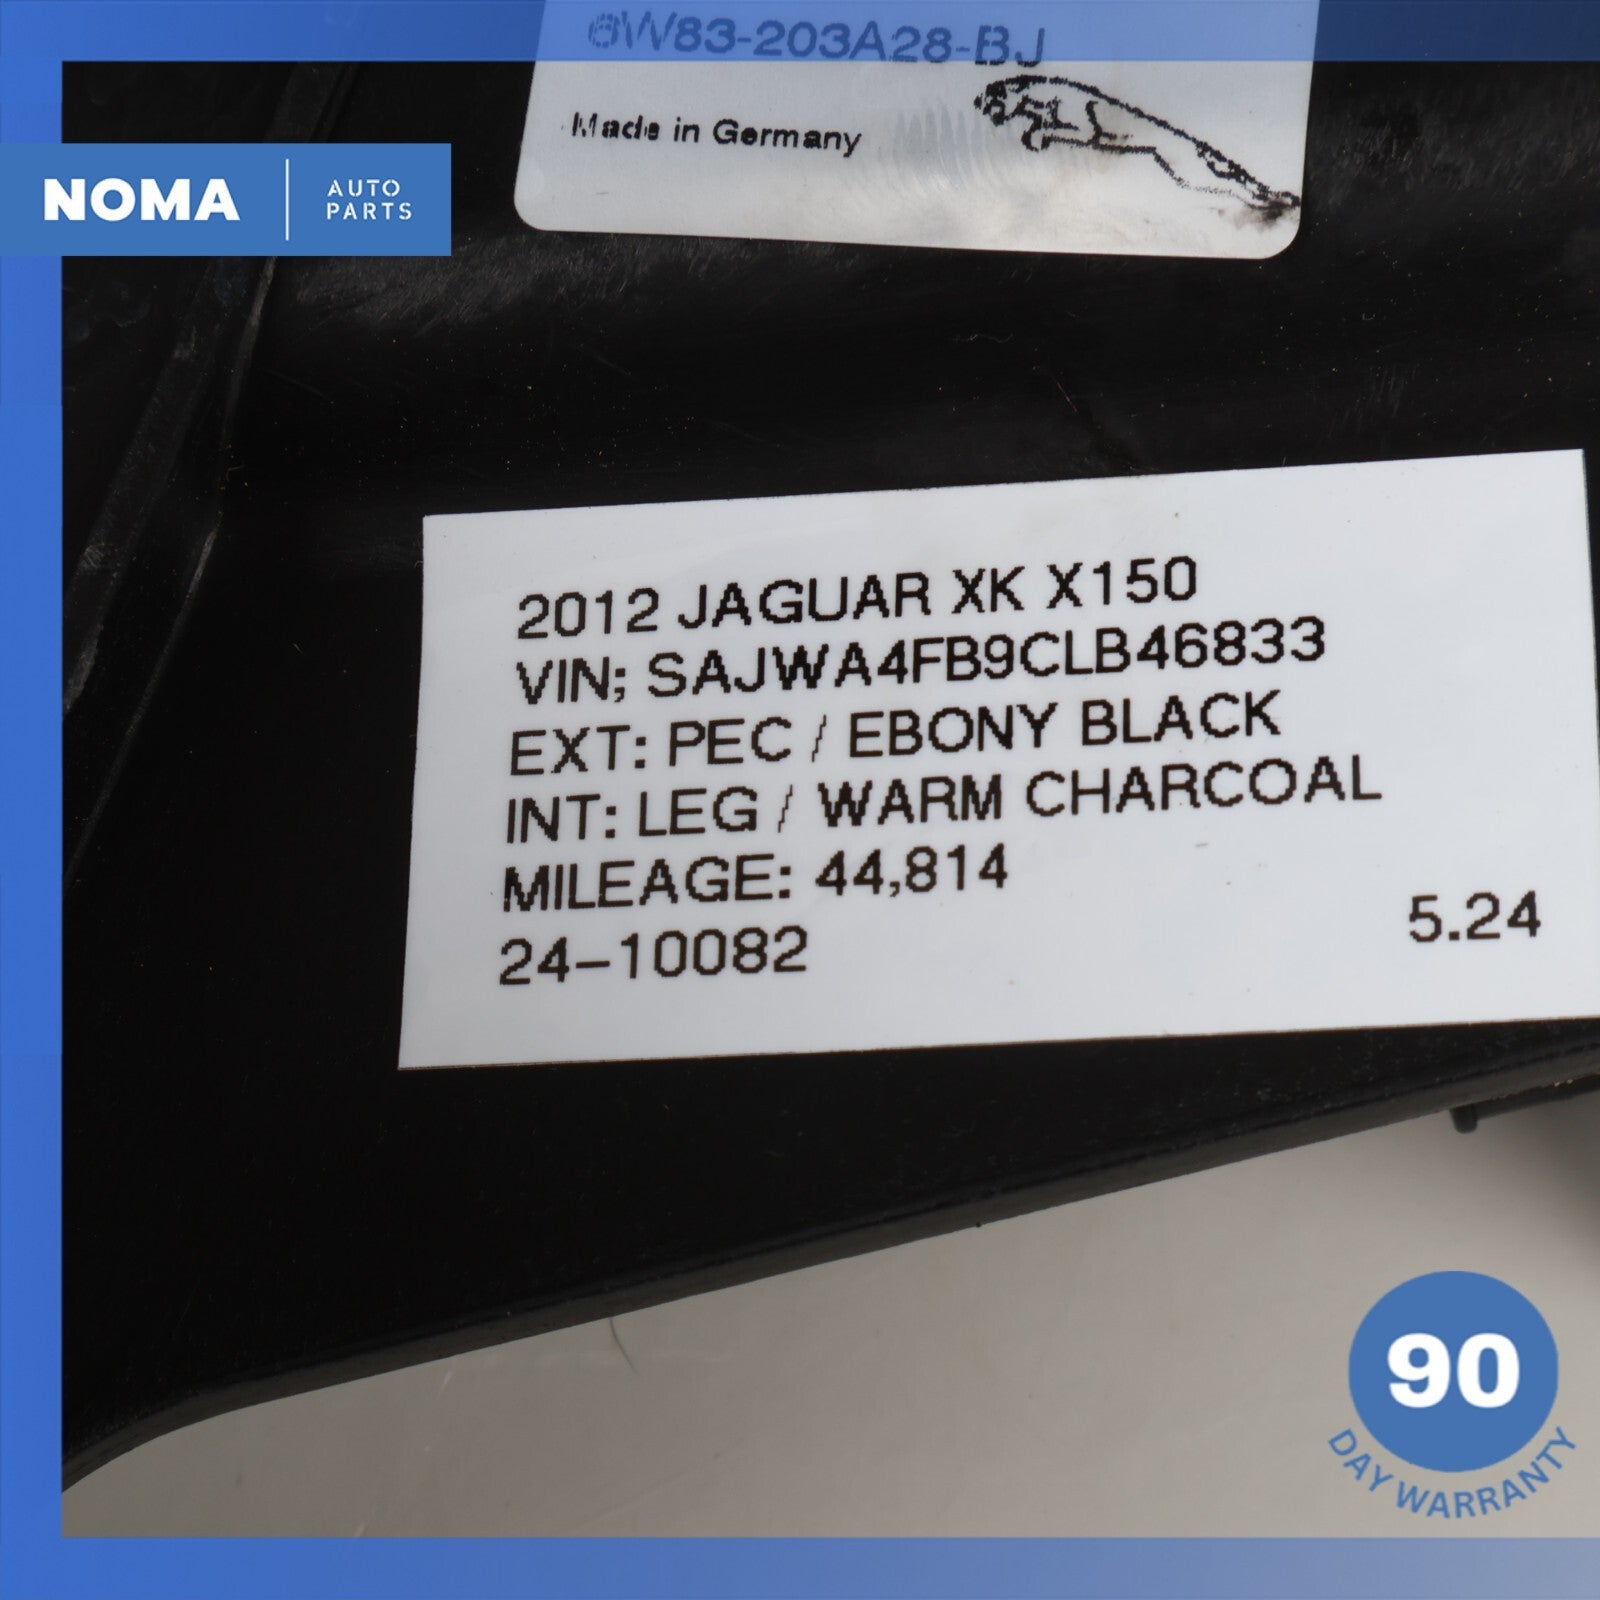 6W83-203A28-BJ
Made in Germany
NOMA
AUTO
PARTS
2012 JAGUAR XK X150
VIN; SAJWA4FB9CLB46833
EXT: PEC / EBONY BLACK
INT: LEG / WARM CHARCOAL
MILEAGE: 44,814
24-10082
5.24
90
DAY WARRANTY